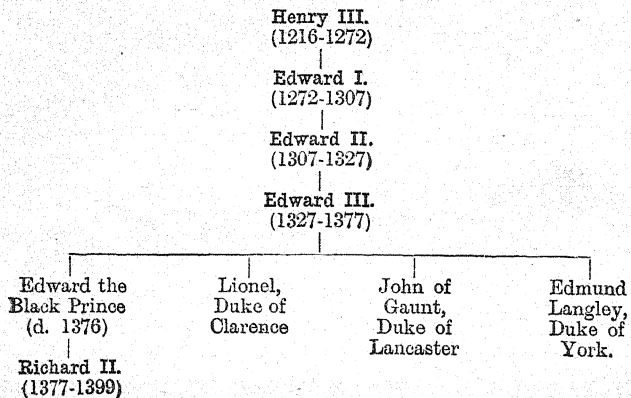 Henry III.
(1216-1272)
Edward I.
(1272-1307)
Edward II.
(1307-1327)
Edward III.
(1327-1377)
Edward the
Black Prince
(d. 1376)
Lionel,
Duke of
Clarence
John of
Gaunt,
Duke of
Lancaster
Edmund
Langley,
Duke of
York.
Richard II.
(1377-1399)